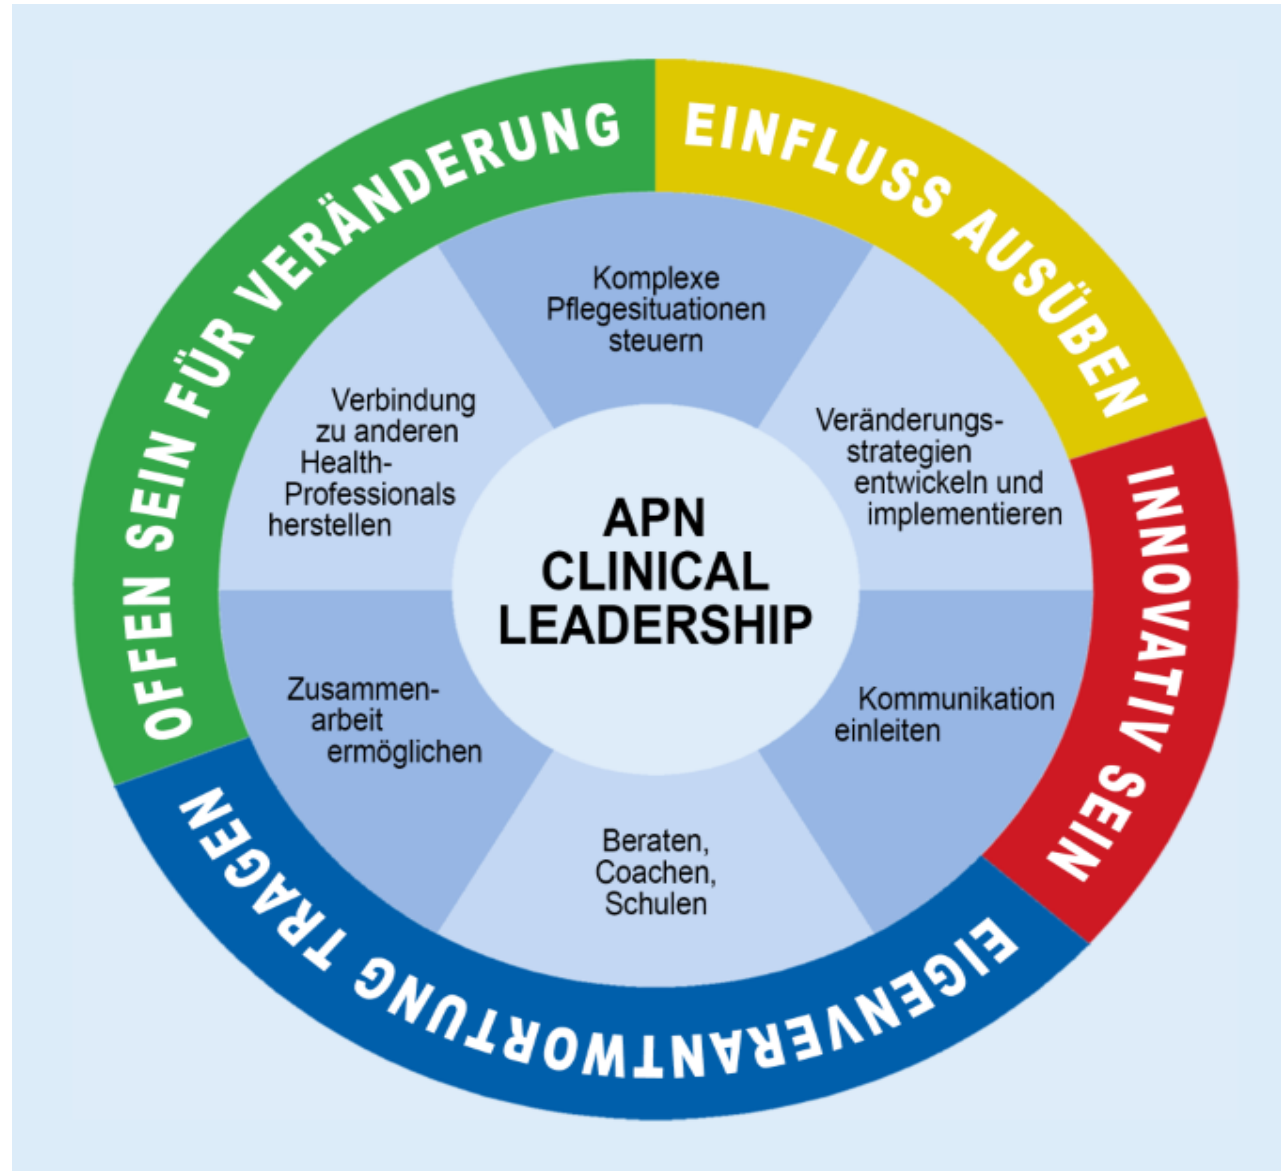 OFFEN SEIN FÜR VERÄNDERUNG
EINFLUSS AUSÜBEN
INNOVATIV SEIN
EIGENVERANTWORTUNG TRAGEN
Komplexe
Pflegesituationen
steuern
Veränderungs-
strategien
entwickeln und
implementieren
Kommunikation
einleiten
Beraten,
Coachen,
Schulen
Zusammen-
arbeit
ermöglichen
Verbindung
zu anderen
Health-
Professionals
herstellen
APN
CLINICAL
LEADERSHIP